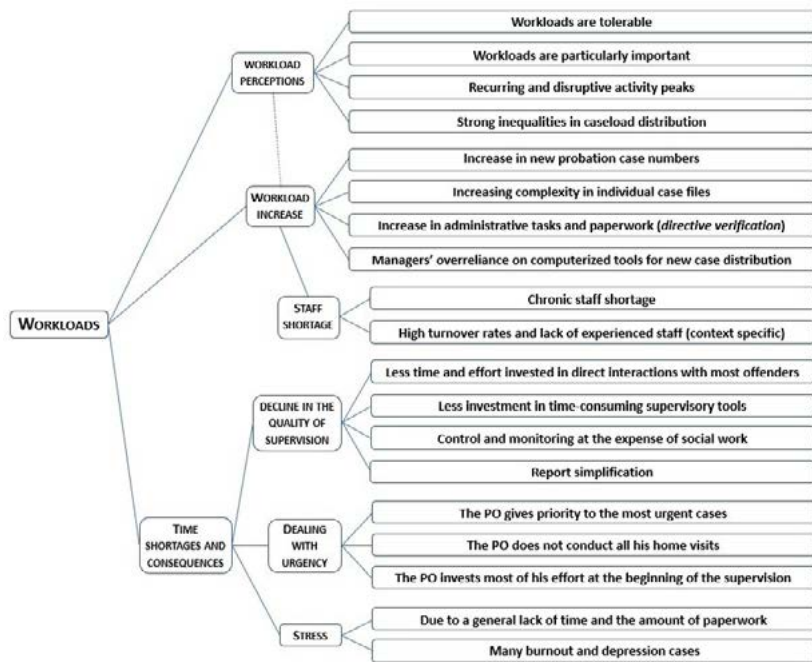 Workloads are tolerable
WORKLOAD
PERCEPTIONS
Workloads are particularly important
Recurring and disruptive activity peaks
Strong inequalities in caseload distribution
Increase in new probation case numbers
WORKLOAD
INCREASE
Increasing complexity in individual case files
Increase in administrative tasks and paperwork (directive verification)
Managers' overreliance on computerized tools for new case distribution
WORKLOADS
STAFF
SHORTAGE
Chronic staff shortage
High turnover rates and lack of experienced staff (context specific)
Less time and effort invested in direct interactions with most offenders
DECLINE IN THE
QUALITY OF
SUPERVISION
Less investment in time-consuming supervisory tools
Control and monitoring at the expense of social work
Report simplification
TIME
SHORTAGES AND
CONSEQUENCES
DEALING
WITH
URGENCY
The PO gives priority to the most urgent cases
The PO does not conduct all his home visits
The PO invests most of his effort at the beginning of the supervision
STRESS
Due to a general lack of time and the amount of paperwork
Many burnout and depression cases